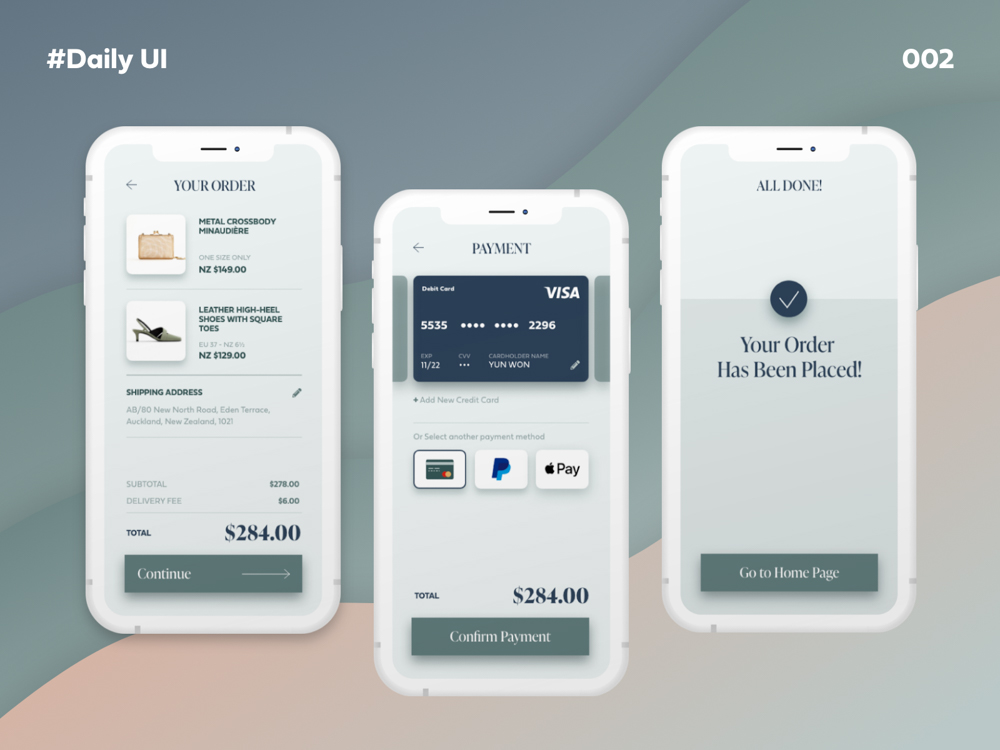 #Daily UI
002
YOUR ORDER
METAL CROSSBODY
MINAUDIÈRE
ONE SIZE ONLY
NZ $149.00
LEATHER HIGH-HEEL
SHOES WITH SQUARE
TOES
EU 37 - NZ 6½
NZ $129.00
SHIPPING ADDRESS
AB/80 New North Rood, Eden Terrace,
Auckland, New Zealand, 1021
SUBTOTAL $278.00
DELIVERY FEE $6.00
TOTAL $284.00
Continue
PAYMENT
Debit Card VISA
5535 •••• •••• 2296
EXP CVV CARDHOLDER NAME
11/22 ••• YUN WON
+ Add New Credit Card
Or Select another payment method
Pay
TOTAL $284.00
Confirm Payment
ALL DONE!
Your Order
Has Been Placed!
Go to Home Page